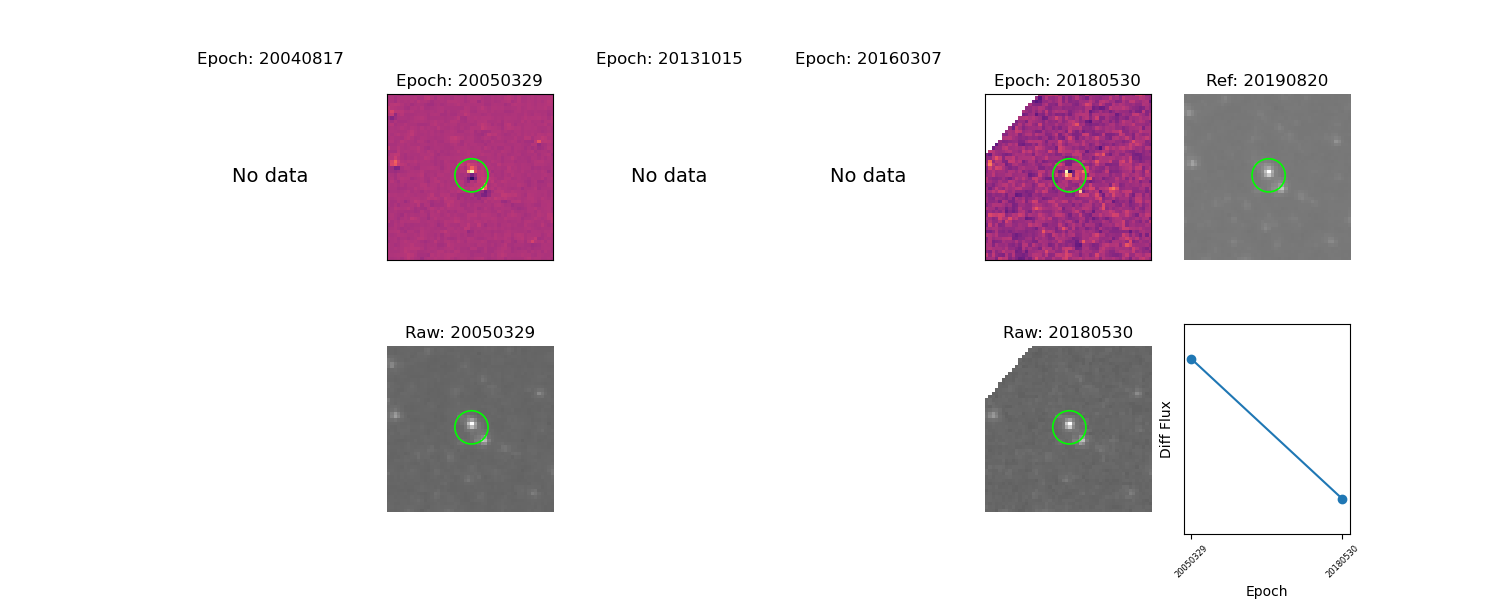 Epoch: 20040817
Epoch: 20050329
Epoch: 20131015
Epoch: 20160307
Epoch: 20180530
Ref: 20190820
No data
No data
No data
Raw: 20050329
Raw: 20180530
Diff Flux
20050329
20180530
Epoch